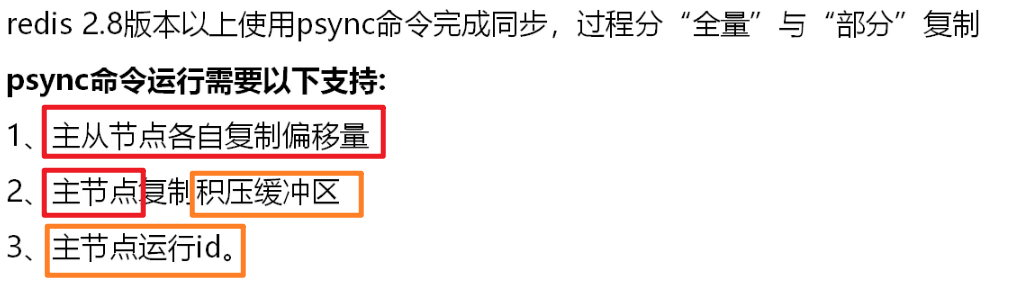 redis 2.8版本以上使用psync命令完成同步，过程分“全量”与“部分”复制
psync命令运行需要以下支持:
1、主从节点各自复制偏移量
2、主节点复制积压缓冲区
3、主节点运行id。